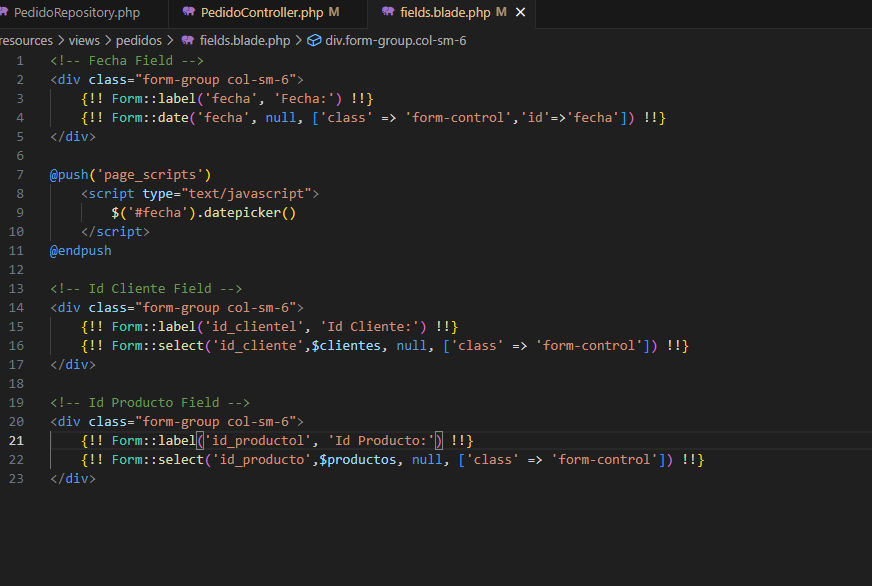 PedidoRepository.php PedidoController.php M fields.blade.php M
resources > views > pedidos > fields.blade.php > div.form-group.col-sm-6
1 <!-- Fecha Field -->
2 <div class="form-group col-sm-6">
3 {!! Form::label('fecha', 'Fecha:') !!}
4 {!! Form::date('fecha', null, ['class' => 'form-control','id'=>'fecha']) !!}
5 </div>
6
7 @push('page_scripts')
8 <script type="text/javascript">
9 $('#fecha').datepicker()
10 </script>
11 @endpush
12
13 <!-- Id Cliente Field -->
14 <div class="form-group col-sm-6">
15 {!! Form::label('id_clientel', 'Id Cliente:') !!}
16 {!! Form::select('id_cliente',$clientes, null, ['class' => 'form-control']) !!}
17 </div>
18
19 <!-- Id Producto Field -->
20 <div class="form-group col-sm-6">
21 {!! Form::label('id_productol', 'Id Producto:') !!}
22 {!! Form::select('id_producto',$productos, null, ['class' => 'form-control']) !!}
23 </div>